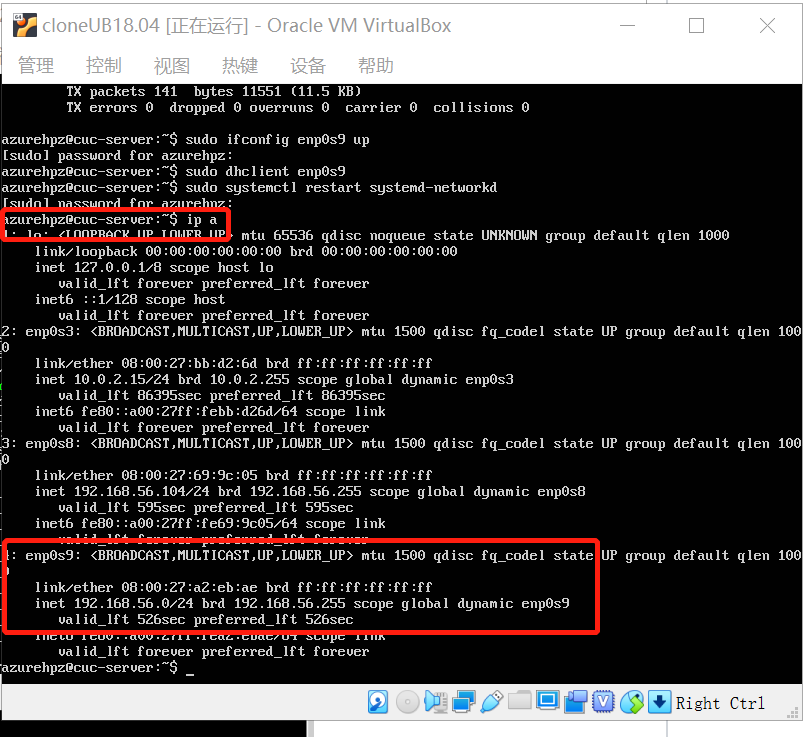 cloneUB18.04 [正在运行] - Oracle VM VirtualBox
管理 控制 视图 热键 设备 帮助
TX packets 141  bytes 11551 (11.5 KB)
TX errors 0  dropped 0 overruns 0  carrier 0  collisions 0
azurehpz@cuc-server:~$ sudo ifconfig enp0s9 up
[sudo] password for azurehpz:
azurehpz@cuc-server:~$ sudo dhclient enp0s9
azurehpz@cuc-server:~$ sudo systemctl restart systemd-networkd
[sudo] password for azurehpz:
azurehpz@cuc-server:~$ ip a
1: lo: <LOOPBACK,UP,LOWER_UP> mtu 65536 qdisc noqueue state UNKNOWN group default qlen 1000
link/loopback 00:00:00:00:00:00 brd 00:00:00:00:00:00
inet 127.0.0.1/8 scope host lo
valid_lft forever preferred_lft forever
inet6 ::1/128 scope host
valid_lft forever preferred_lft forever
2: enp0s3: <BROADCAST,MULTICAST,UP,LOWER_UP> mtu 1500 qdisc fq_codel state UP group default qlen 100
0
link/ether 08:00:27:bb:d2:6d brd ff:ff:ff:ff:ff:ff
inet 10.0.2.15/24 brd 10.0.2.255 scope global dynamic enp0s3
valid_lft 86395sec preferred_lft 86395sec
inet6 fe80::a00:27ff:febb:d26d/64 scope link
valid_lft forever preferred_lft forever
3: enp0s8: <BROADCAST,MULTICAST,UP,LOWER_UP> mtu 1500 qdisc fq_codel state UP group default qlen 100
0
link/ether 08:00:27:69:9c:05 brd ff:ff:ff:ff:ff:ff
inet 192.168.56.104/24 brd 192.168.56.255 scope global dynamic enp0s8
valid_lft 595sec preferred_lft 595sec
inet6 fe80::a00:27ff:fe69:9c05/64 scope link
valid_lft forever preferred_lft forever
4: enp0s9: <BROADCAST,MULTICAST,UP,LOWER_UP> mtu 1500 qdisc fq_codel state UP group default qlen 100
0
link/ether 08:00:27:a2:eb:ae brd ff:ff:ff:ff:ff:ff
inet 192.168.56.0/24 brd 192.168.56.255 scope global dynamic enp0s9
valid_lft 526sec preferred_lft 526sec
inet6 fe80::a00:27ff:fea2:ebae/64 scope link
valid_lft forever preferred_lft forever
azurehpz@cuc-server:~$ _
Right Ctrl